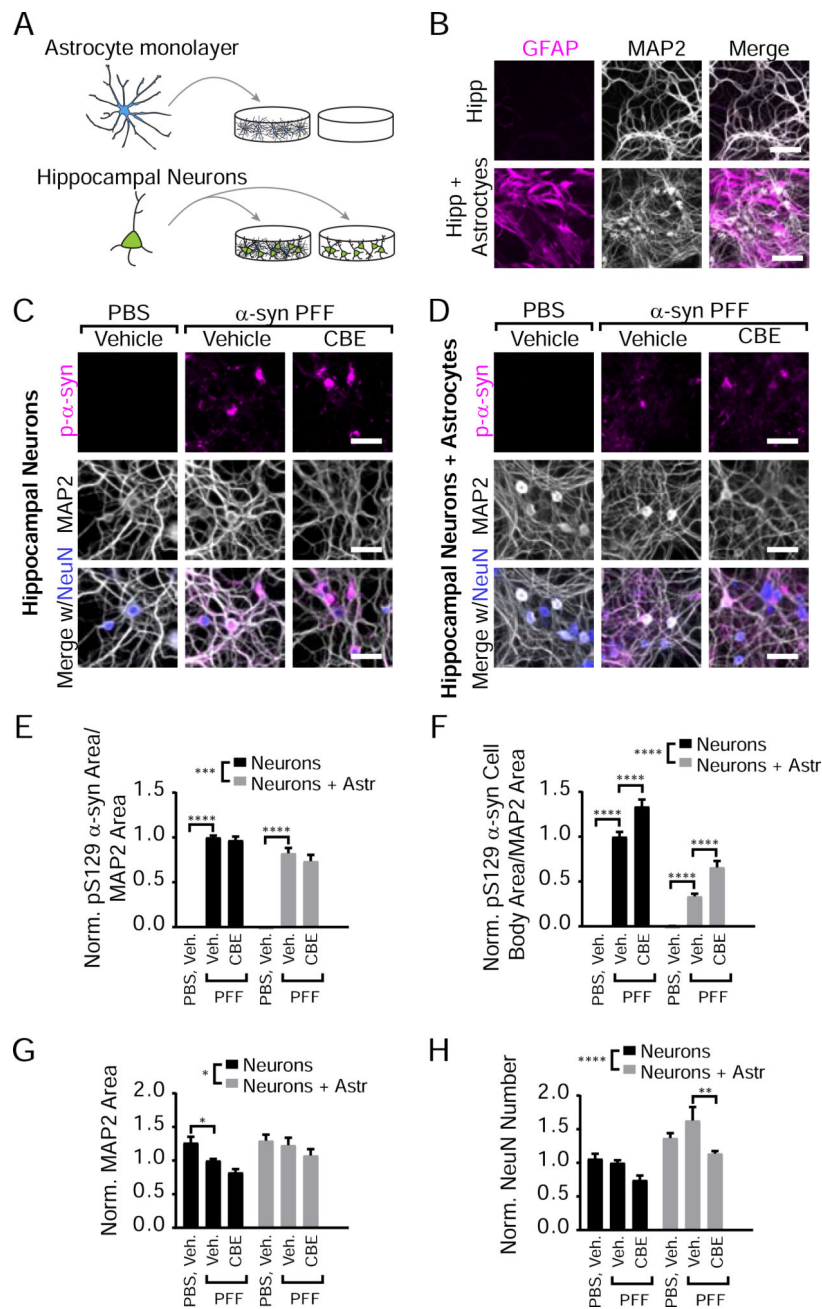 A
Astrocyte monolayer
Hippocampal Neurons
B
GFAP MAP2 Merge
Hipp
Hipp +
Astroctyes
C
PBS α-syn PFF
Vehicle Vehicle CBE
Hippocampal Neurons
p-α-syn
MAP2
Merge w/NeuN
D
PBS α-syn PFF
Vehicle Vehicle CBE
Hippocampal Neurons + Astrocytes
p-α-syn
MAP2
Merge w/NeuN
E
Norm. pS129 α-syn Area/
MAP2 Area
*** Neurons
Neurons + Astr
**** ****
1.5
1.0
0.5
0.0
PBS, Veh. Veh. CBE PBS, Veh. Veh. CBE
PFF PFF
F
Norm. pS129 α-syn Cell
Body Area/MAP2 Area
**** Neurons
Neurons + Astr
**** **** **** ****
1.5
1.0
0.5
0.0
PBS, Veh. Veh. CBE PBS, Veh. Veh. CBE
PFF PFF
G
Norm. MAP2 Area
* Neurons
Neurons + Astr
*
2.0
1.5
1.0
0.5
0.0
PBS, Veh. Veh. CBE PBS, Veh. Veh. CBE
PFF PFF
H
Norm. NeuN Number
**** Neurons
Neurons + Astr
**
2.0
1.5
1.0
0.5
0.0
PBS, Veh. Veh. CBE PBS, Veh. Veh. CBE
PFF PFF